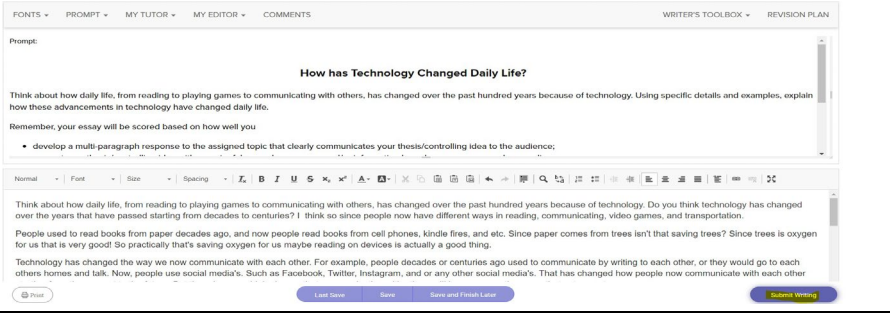 FONTS PROMPT MY TUTOR MY EDITOR COMMENTS WRITER'S TOOLBOX REVISION PLAN
Prompt:
How has Technology Changed Daily Life?
Think about how daily life, from reading to playing games to communicating with others, has changed over the past hundred years because of technology. Using specific details and examples, explain
how these advancements in technology have changed daily life.
Remember, your essay will be scored based on how well you
• develop a multi-paragraph response to the assigned topic that clearly communicates your thesis/controlling idea to the audience;
Normal Font Size Spacing
Think about how daily life, from reading to playing games to communicating with others, has changed over the past hundred years because of technology. Do you think technology has changed
over the years that have passed starting from decades to centuries? I think so since people now have different ways in reading, communicating, video games, and transportation.
People used to read books from paper decades ago, and now people read books from cell phones, kindle fires, and etc. Since paper comes from trees isn't that saving trees? Since trees is oxygen
for us that is very good! So practically that's saving oxygen for us maybe reading on devices is actually a good thing.
Technology has changed the way we now communicate with each other. For example, people decades or centuries ago used to communicate by writing to each other, or they would go to each
others homes and talk. Now, people use social media's. Such as Facebook, Twitter, Instagram, and or any other social media's. That has changed how people now communicate with each other
Print Last Save Save Save and Finish Later Submit Writing